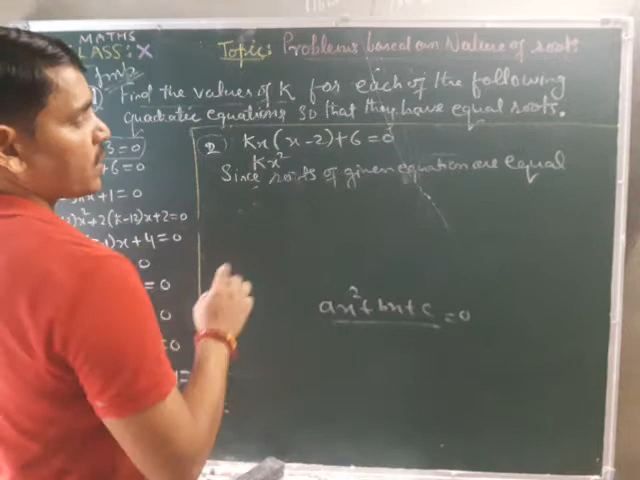 MATHS
CLASS: X
Topic: Problems based on Nature of roots
Find the values of K for each of the following
quadratic equations so that they have equal roots.
3=0
+6=0
x+1=0
)x²+2(k-12)x+2=0
)x+4=0
0
=0
0
=0
2 Kx(x-2)+6=0
Kx²
Since roots of given equation are equal
ax²+bx+c=0